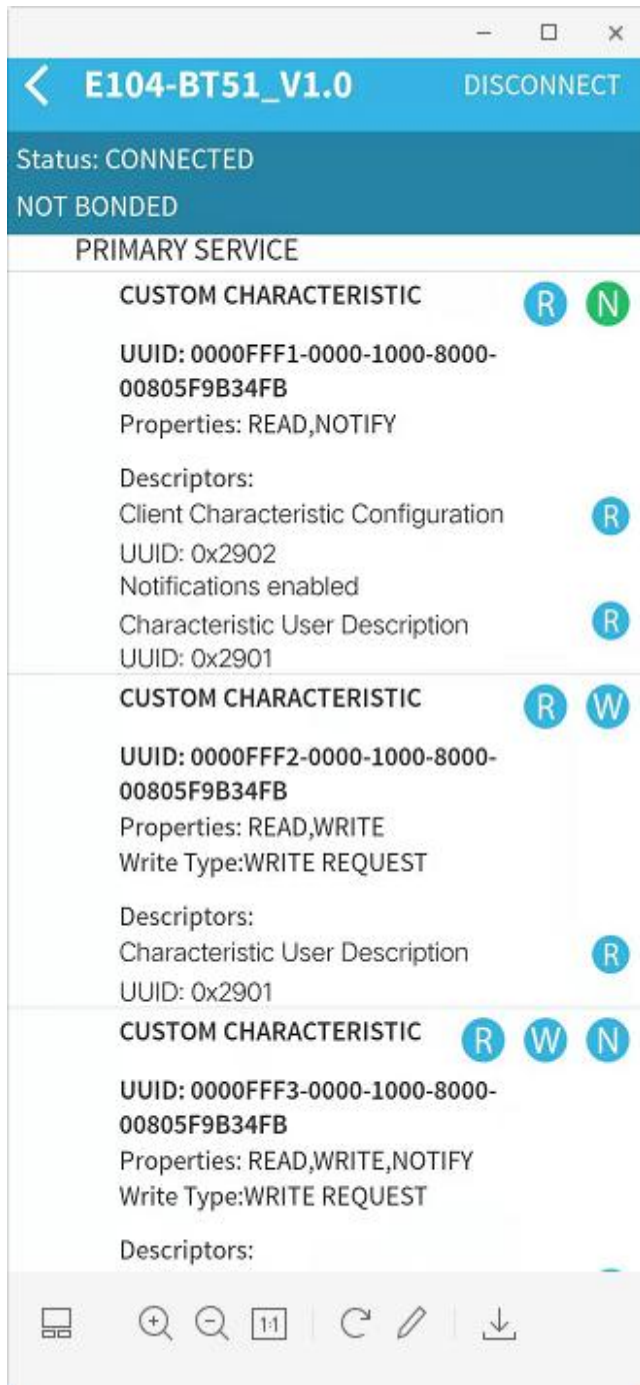 E104-BT51_V1.0 DISCONNECT
Status: CONNECTED
NOT BONDED
PRIMARY SERVICE
CUSTOM CHARACTERISTIC R N
UUID: 0000FFF1-0000-1000-8000-
00805F9B34FB
Properties: READ,NOTIFY
Descriptors:
Client Characteristic Configuration R
UUID: 0x2902
Notifications enabled
Characteristic User Description R
UUID: 0x2901
CUSTOM CHARACTERISTIC R W
UUID: 0000FFF2-0000-1000-8000-
00805F9B34FB
Properties: READ,WRITE
Write Type:WRITE REQUEST
Descriptors:
Characteristic User Description R
UUID: 0x2901
CUSTOM CHARACTERISTIC R W N
UUID: 0000FFF3-0000-1000-8000-
00805F9B34FB
Properties: READ,WRITE,NOTIFY
Write Type:WRITE REQUEST
Descriptors:
1:1